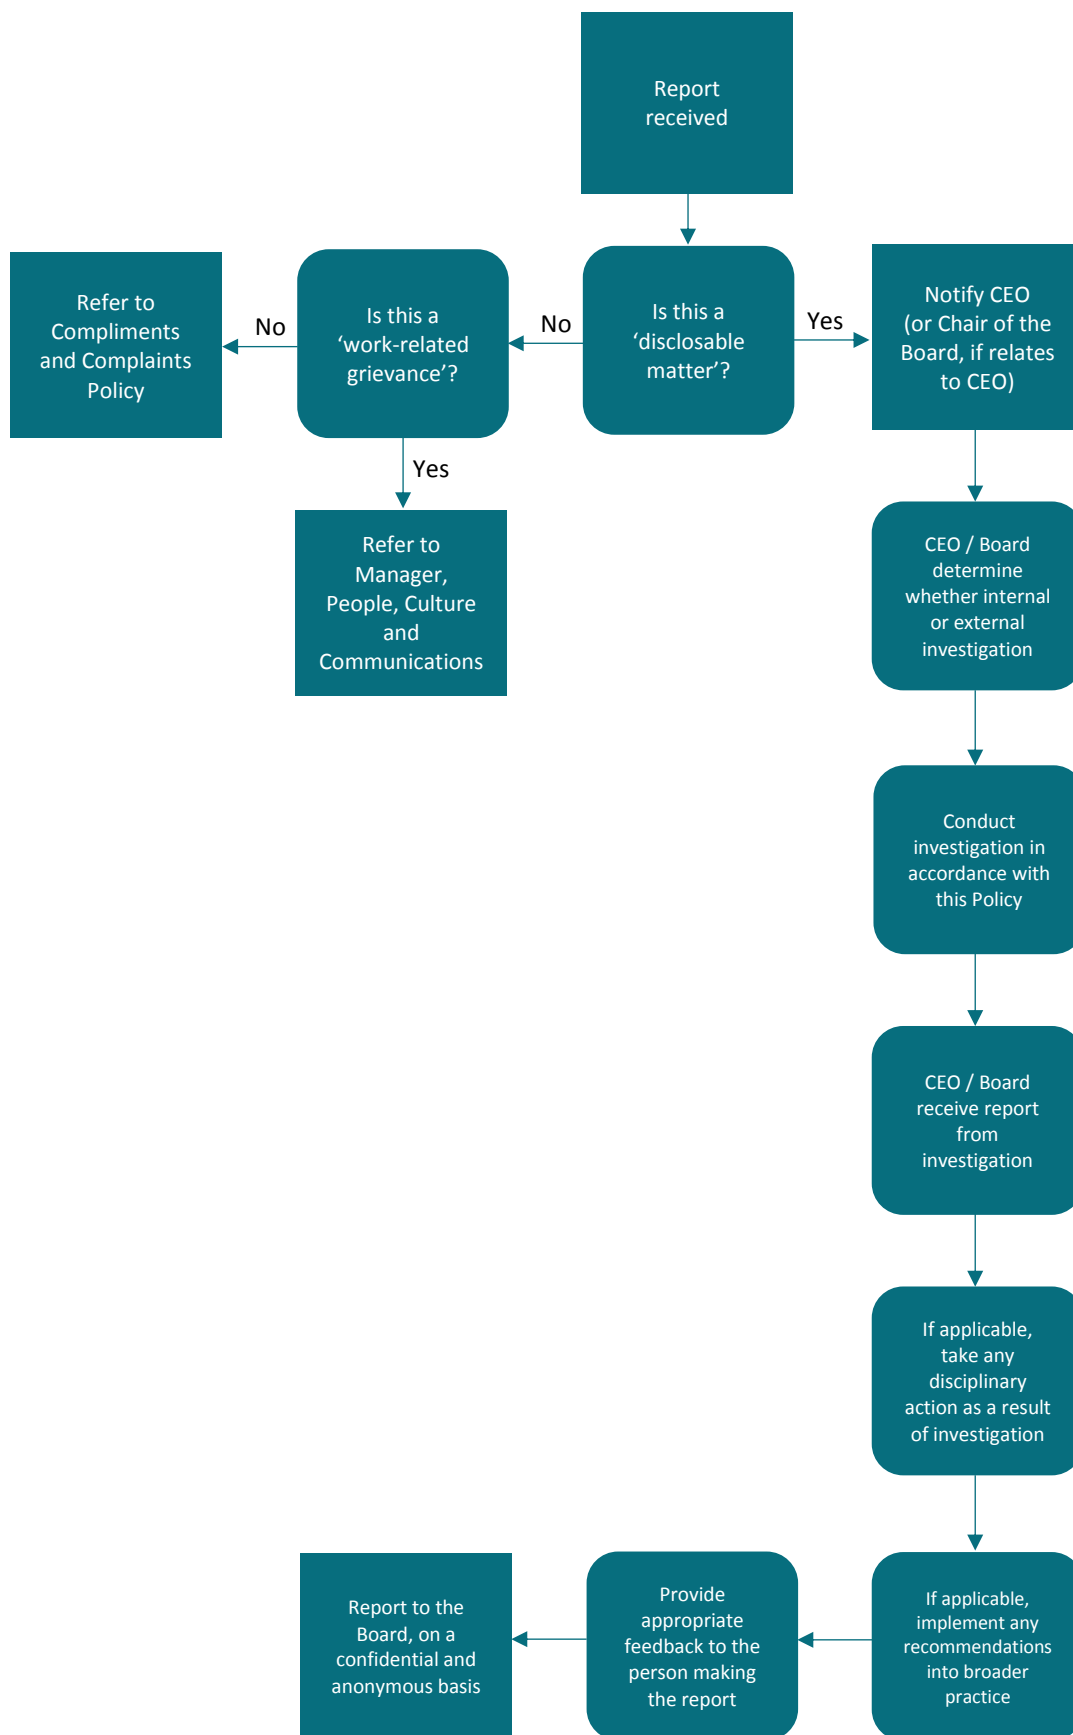 Report
received
Refer to
Compliments
and Complaints
Policy
No
Is this a
‘work-related
grievance’?
No
Is this a
‘disclosable
matter’?
Yes
Notify CEO
(or Chair of the
Board, if relates
to CEO)
Yes
Refer to
Manager,
People, Culture
and
Communications
CEO / Board
determine
whether internal
or external
investigation
Conduct
investigation in
accordance with
this Policy
CEO / Board
receive report
from
investigation
If applicable,
take any
disciplinary
action as a result
of investigation
If applicable,
implement any
recommendations
into broader
practice
Provide
appropriate
feedback to the
person making
the report
Report to the
Board, on a
confidential and
anonymous basis